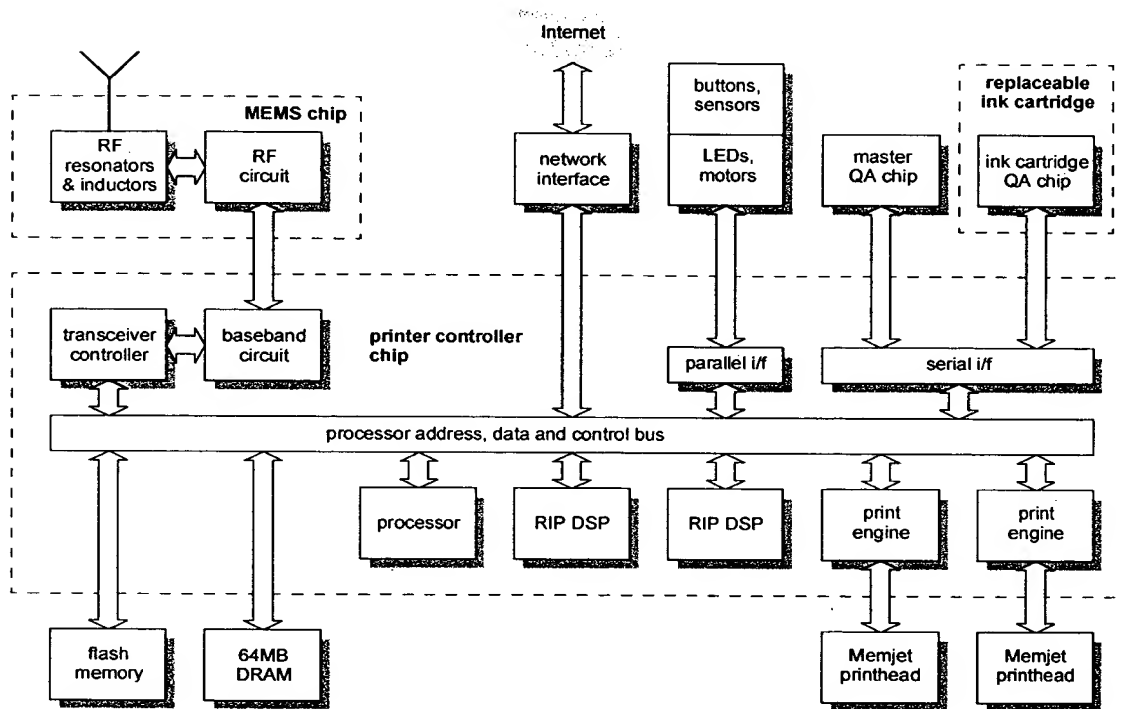 Internet
MEMS chip
RF
resonators
& inductors
RF
circuit
network
interface
buttons,
sensors
LEDs,
motors
master
QA chip
replaceable
ink cartridge
ink cartridge
QA chip
transceiver
controller
baseband
circuit
printer controller
chip
parallel i/f
serial i/f
processor address, data and control bus
processor
RIP DSP
RIP DSP
print
engine
print
engine
flash
memory
64MB
DRAM
Memjet
printhead
Memjet
printhead